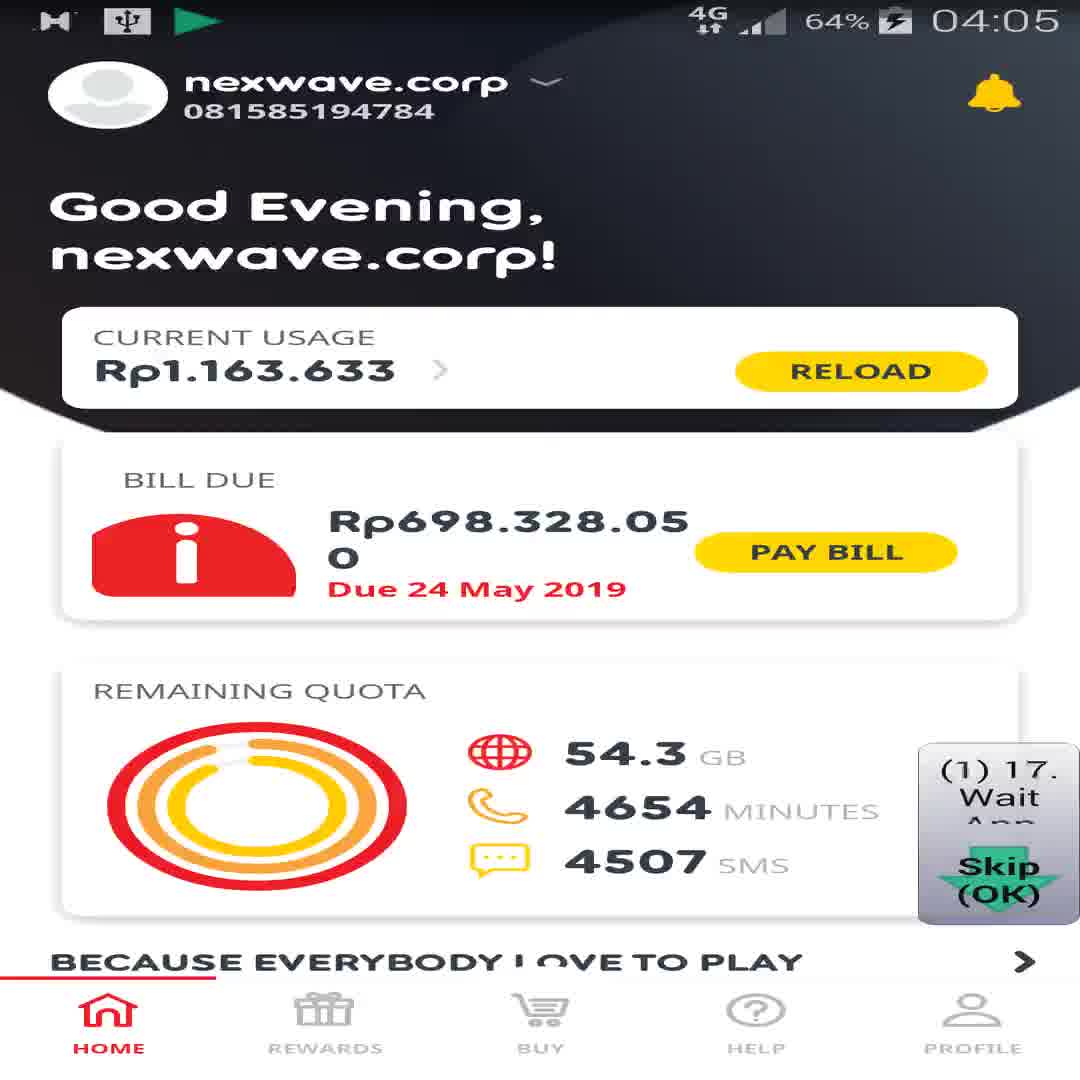 4G 64% 04:05
nexwave.corp
081585194784
Good Evening,
nexwave.corp!
CURRENT USAGE
Rp1.163.633
RELOAD
BILL DUE
Rp698.328.05
0
Due 24 May 2019
PAY BILL
REMAINING QUOTA
54.3 GB
4654 MINUTES
4507 SMS
(1) 17.
Wait
Skip
(OK)
BECAUSE EVERYBODY LOVE TO PLAY
HOME REWARDS BUY HELP PROFILE